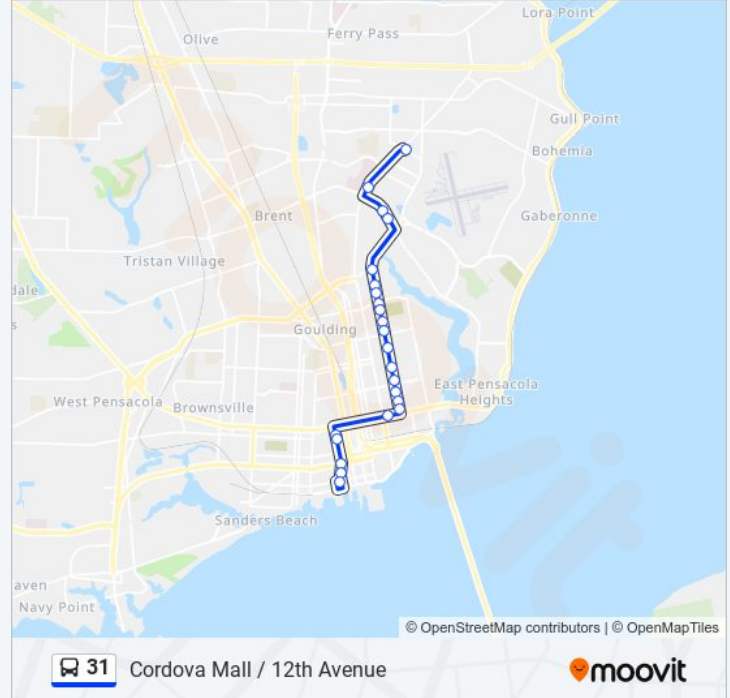 Lora Point
Ferry Pass
Olive
Gull Point
Bohemia
Brent
Gaberonne
Tristan Village
dale
s
Goulding
East Pensacola
Heights
West Pensacola
Brownsville
Sanders Beach
aven
Navy Point
© OpenStreetMap contributors | © OpenMapTiles
31 Cordova Mall / 12th Avenue
moovit